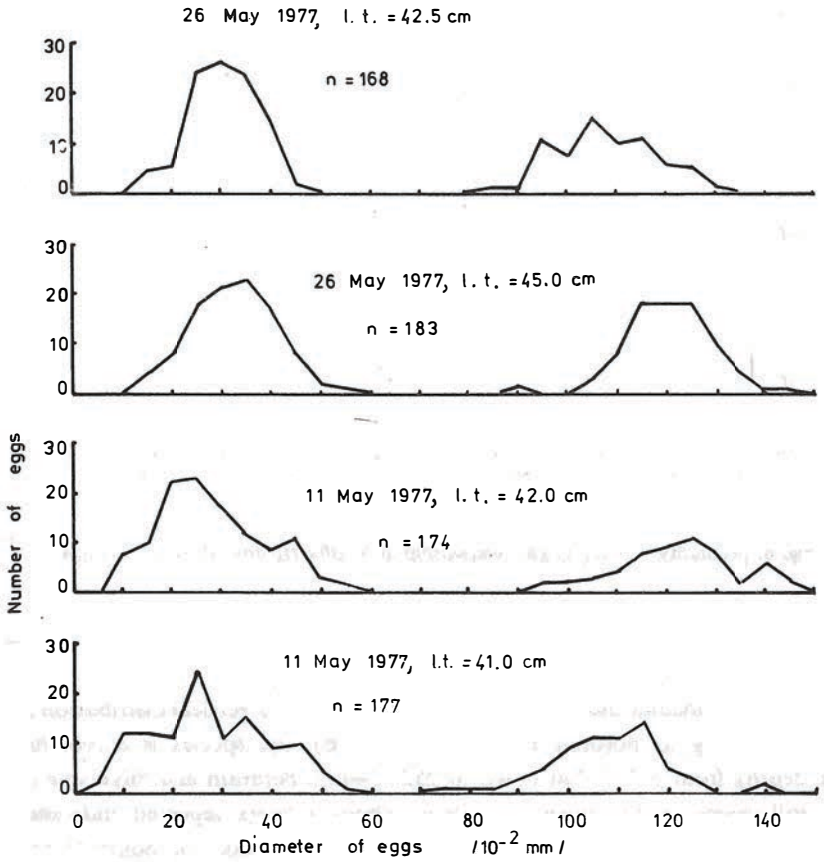 26 May 1977, l. t. = 42.5 cm
30
20
10
0
n = 168
26 May 1977, l. t. = 45.0 cm
30
20
10
0
n = 183
11 May 1977, l. t. = 42.0 cm
30
20
10
0
n = 174
11 May 1977, l.t. = 41.0 cm
30
20
10
0
n = 177
Number of eggs
0 20 40 60 80 100 120 140
Diameter of eggs /10⁻² mm/